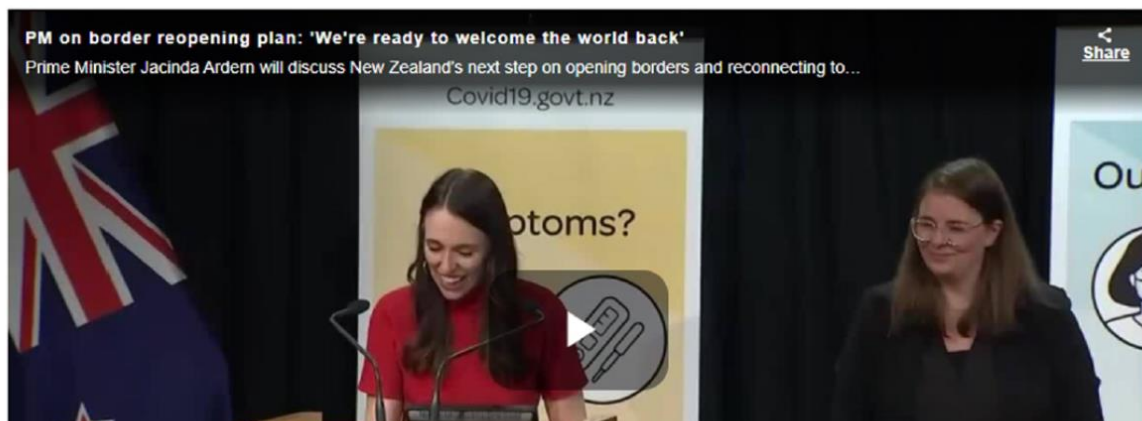 PM on border reopening plan: 'We're ready to welcome the world back'
Prime Minister Jacinda Ardern will discuss New Zealand's next step on opening borders and reconnecting to...
Share
Covid19.govt.nz
ptoms?
Ou